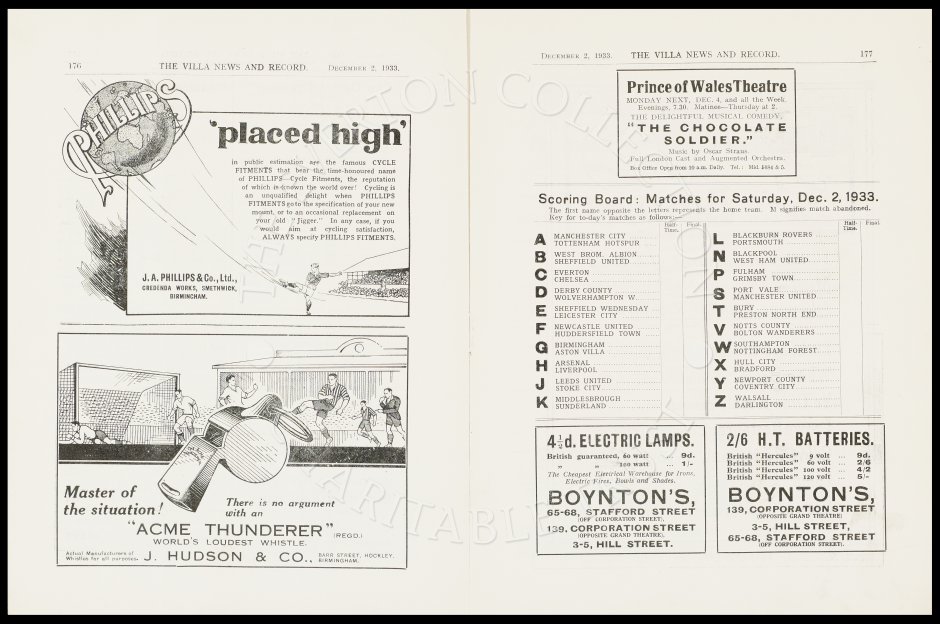 176
THE VILLA NEWS AND RECORD.
DECEMBER 2, 1933.
PHILLIPS
'placed high'
in public estimation are the famous CYCLE
FITMENTS that bear the time-honoured name
of PHILLIPS—Cycle Fitments, the reputation
of which is known the world over! Cycling is
an unqualified delight when PHILLIPS
FITMENTS go to the specification of your new
mount, or to an occasional replacement on
your old "Jigger." In any case, if you
would aim at cycling satisfaction,
ALWAYS specify PHILLIPS FITMENTS.
J. A. PHILLIPS & Co., Ltd.,
CREDENDA WORKS, SMETHWICK,
BIRMINGHAM.
Master of
the situation!
There is no argument
with an
"ACME THUNDERER" (REGD.)
WORLD'S LOUDEST WHISTLE.
Actual Manufacturers of
Whistles for all purposes.
J. HUDSON & CO.,
BARR STREET, HOCKLEY,
BIRMINGHAM.
DECEMBER 2, 1933.
THE VILLA NEWS AND RECORD.
177
Prince of Wales Theatre
MONDAY NEXT, DEC. 4, and all the Week.
Evenings, 7.30. Matinee—Thursday at 2.
THE DELIGHTFUL MUSICAL COMEDY,
"THE CHOCOLATE
SOLDIER."
Music by Oscar Straus.
Full London Cast and Augmented Orchestra.
Box Office Open from 10 a.m. Daily. Tel.: Mid.
Scoring Board: Matches for Saturday, Dec. 2, 1933.
The first name opposite the letters represents the home team. M signifies match abandoned.
Key for to-day's matches as follows:—
Half-Time. Final.
A MANCHESTER CITY
TOTTENHAM HOTSPUR
B WEST BROM. ALBION
SHEFFIELD UNITED
C EVERTON
CHELSEA
D DERBY COUNTY
WOLVERHAMPTON W.
E SHEFFIELD WEDNESDAY
LEICESTER CITY
F NEWCASTLE UNITED
HUDDERSFIELD TOWN
G BIRMINGHAM
ASTON VILLA
H ARSENAL
LIVERPOOL
J LEEDS UNITED
STOKE CITY
K MIDDLESBROUGH
SUNDERLAND
Half-Time. Final.
L BLACKBURN ROVERS
PORTSMOUTH
N BLACKPOOL
WEST HAM UNITED
P FULHAM
GRIMSBY TOWN
S PORT VALE
MANCHESTER UNITED
T BURY
PRESTON NORTH END
V NOTTS COUNTY
BOLTON WANDERERS
W SOUTHAMPTON
NOTTINGHAM FOREST
X HULL CITY
BRADFORD
Y NEWPORT COUNTY
COVENTRY CITY
Z WALSALL
DARLINGTON
4½d. ELECTRIC LAMPS.
British guaranteed, 60 watt ... 9d.
" " 100 watt ... 1/-
The Cheapest Electrical Warehouse for Irons,
Electric Fires, Bowls and Shades.
BOYNTON'S,
65-68, STAFFORD STREET
(OFF CORPORATION STREET),
139, CORPORATION STREET
(OPPOSITE GRAND THEATRE),
3-5, HILL STREET.
2/6 H.T. BATTERIES.
British "Hercules" 9 volt ... 9d.
British "Hercules" 60 volt ... 2/6
British "Hercules" 100 volt ... 4/2
British "Hercules" 120 volt ... 5/-
BOYNTON'S,
139, CORPORATION STREET
(OPPOSITE GRAND THEATRE)
3-5, HILL STREET,
65-68, STAFFORD STREET
(OFF CORPORATION STREET).